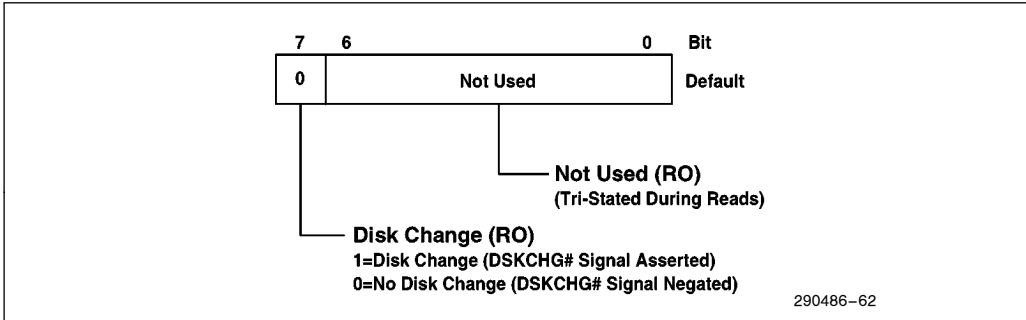 7 6 0 Bit
0 Not Used Default
Not Used (RO)
(Tri-Stated During Reads)
Disk Change (RO)
1=Disk Change (DSKCHG# Signal Asserted)
0=No Disk Change (DSKCHG# Signal Negated)
290486–62